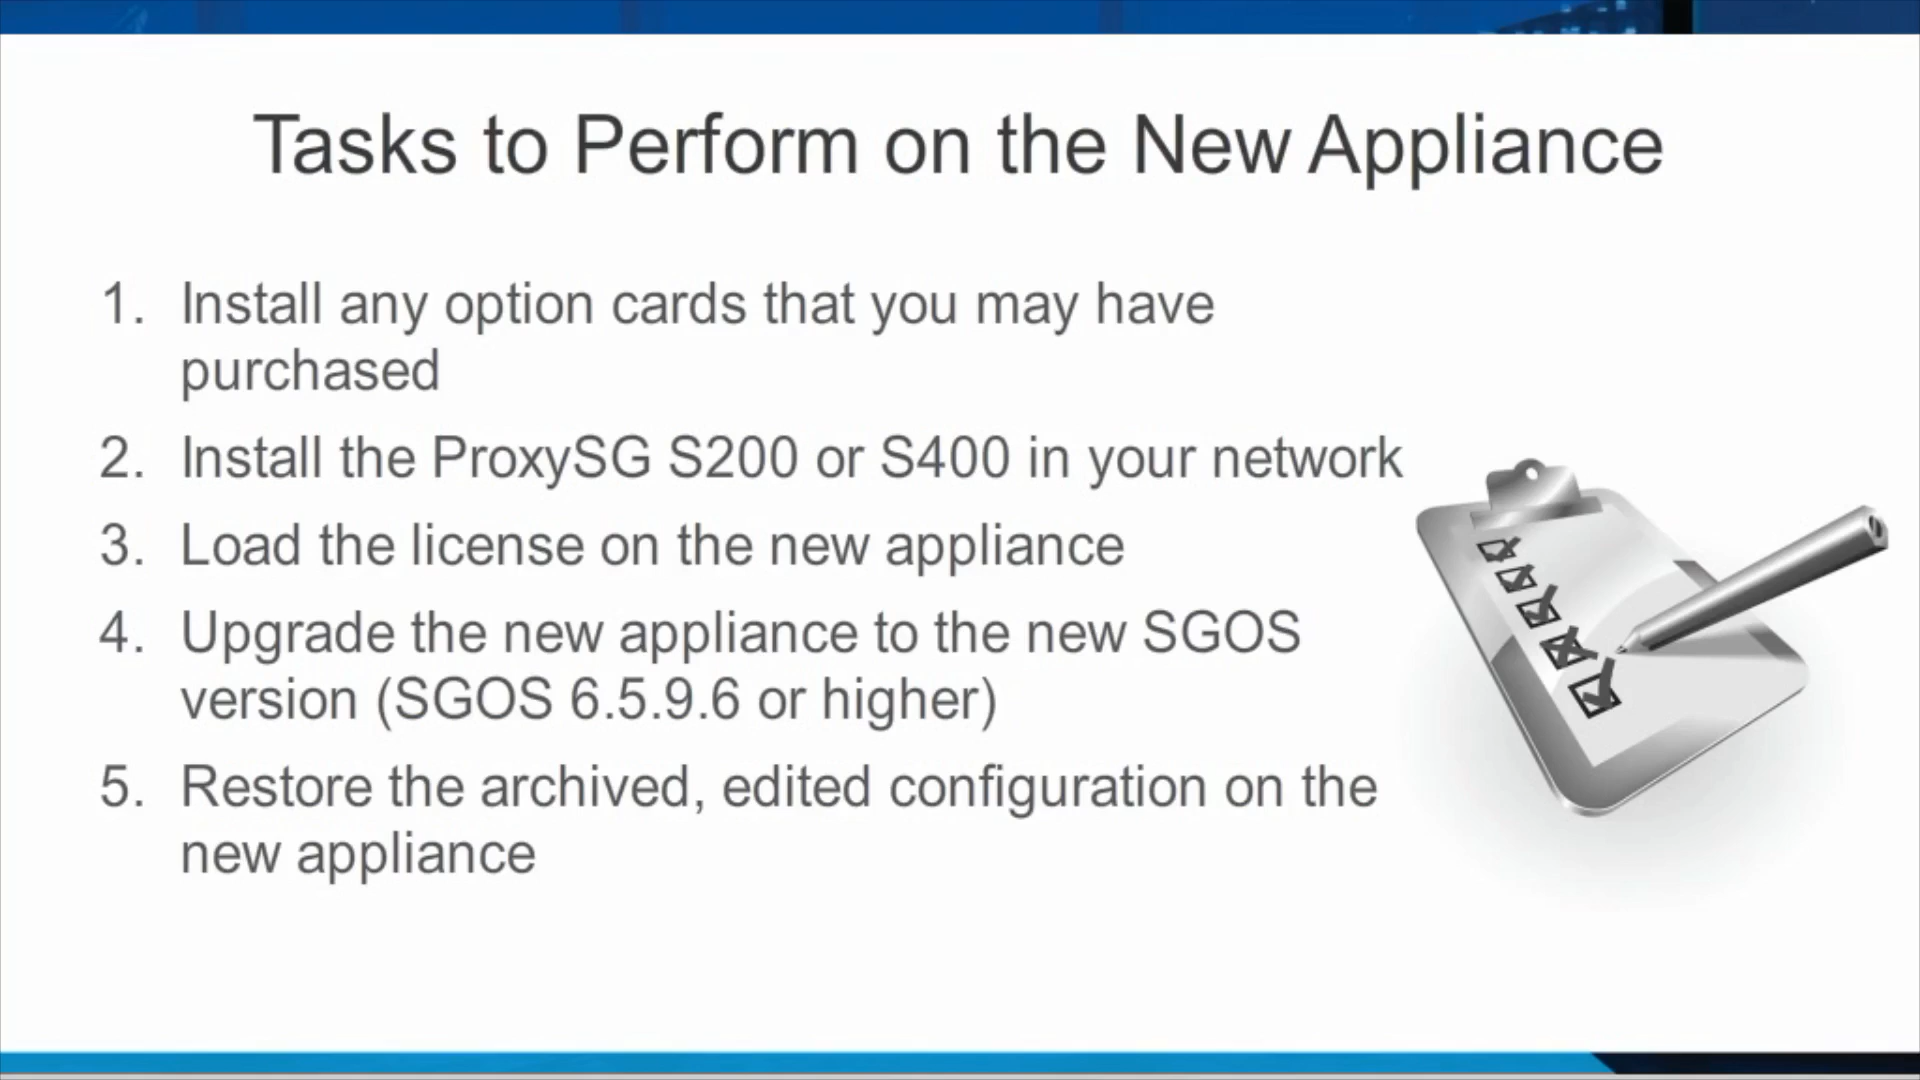 Tasks to Perform on the New Appliance
1. Install any option cards that you may have
purchased
2. Install the ProxySG S200 or S400 in your network
3. Load the license on the new appliance
4. Upgrade the new appliance to the new SGOS
version (SGOS 6.5.9.6 or higher)
5. Restore the archived, edited configuration on the
new appliance